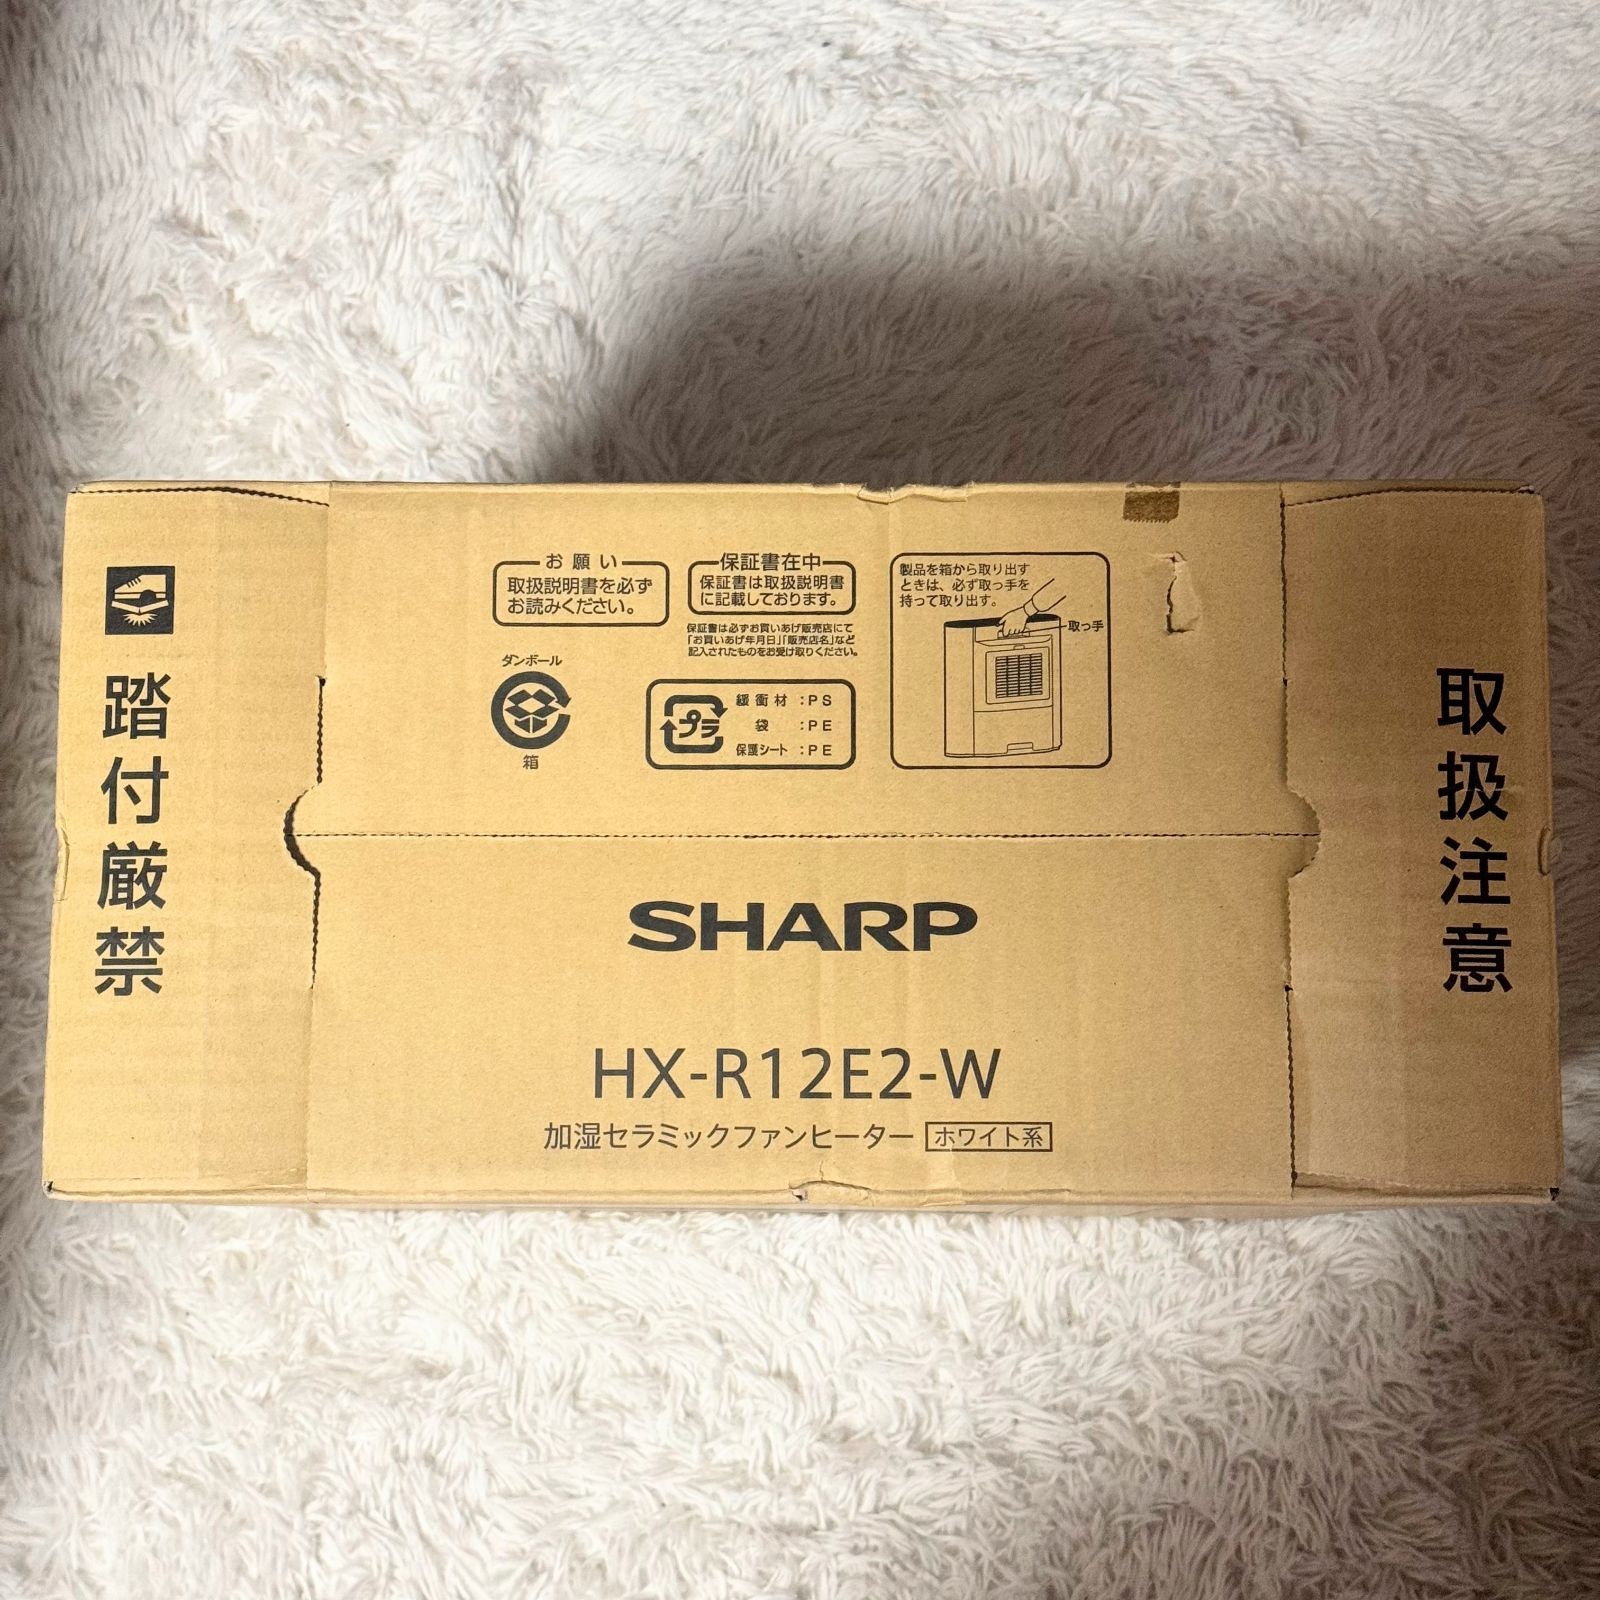 踏付厳禁
お願い
取扱説明書を必ず
お読みください。
保証書在中
保証書は取扱説明書
に記載しております。
保証書は必ずお買いあげ販売店にて
「お買いあげ年月日」「販売店名」など
記入されたものをお受け取りください。
製品を箱から取り出す
ときは、必ず取っ手を
持って取り出す。
取っ手
ダンボール
箱
プラ
緩衝材:PS
袋:PE
保護シート:PE
取扱注意
SHARP
HX-R12E2-W
加湿セラミックファンヒーター ホワイト系